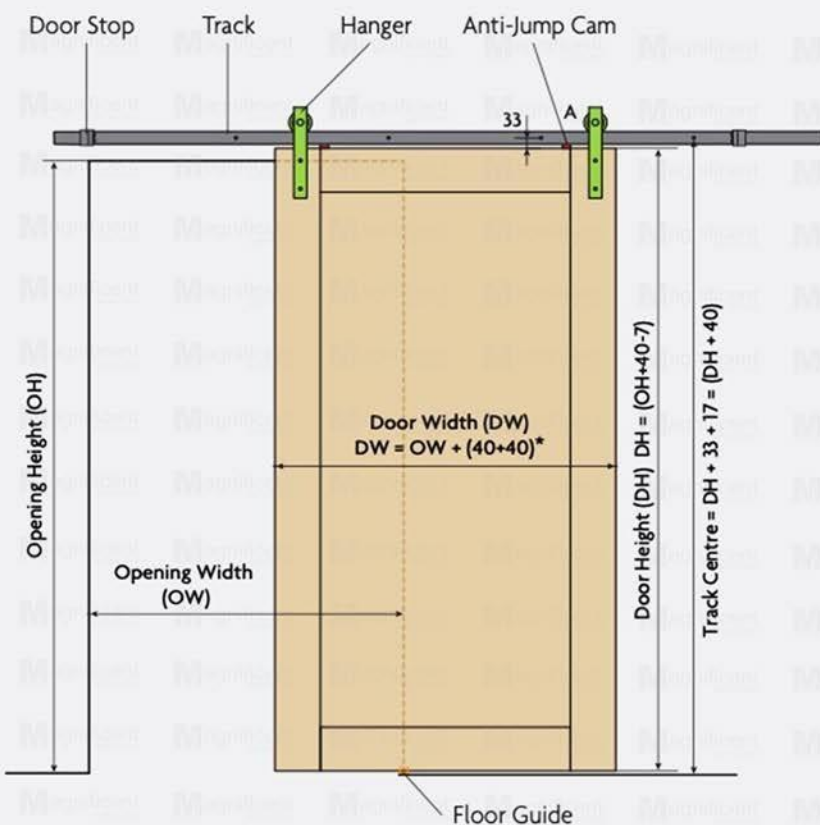 Door Stop
Track
Hanger
Anti-Jump Cam
33
A
Opening Height (OH)
Door Width (DW)
DW = OW + (40+40)*
Opening Width
(OW)
Door Height (DH) DH = (OH+40-7)
Track Centre = DH + 33 + 17 = (DH + 40)
Floor Guide
Magnificent